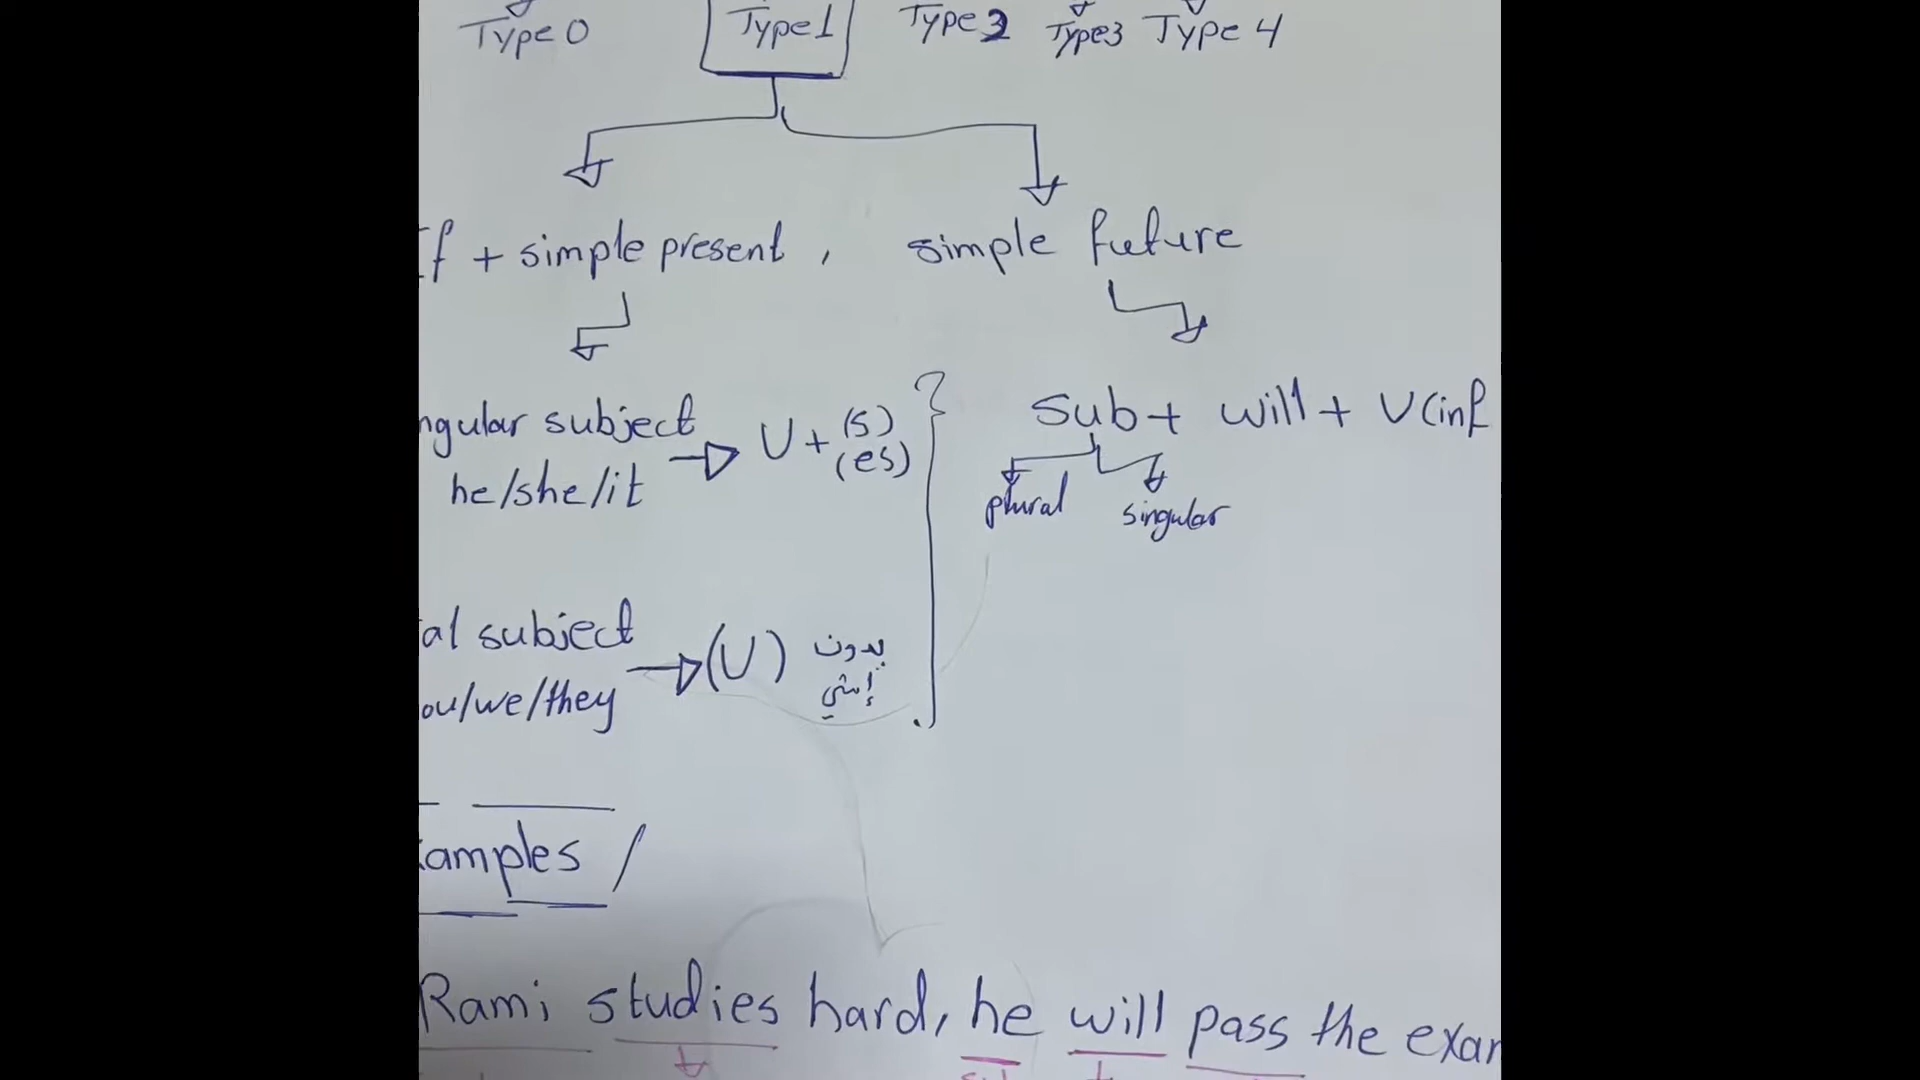 Type 0 Type 1 Type 2 Type 3 Type 4
If + simple present , simple future
ngular subject → V + (s)
(es)
he/she/it
Sub + will + V(inf
plural singular
al subject → (V) بدون
إشي
ou/we/they
amples /
Rami studies hard, he will pass the exam